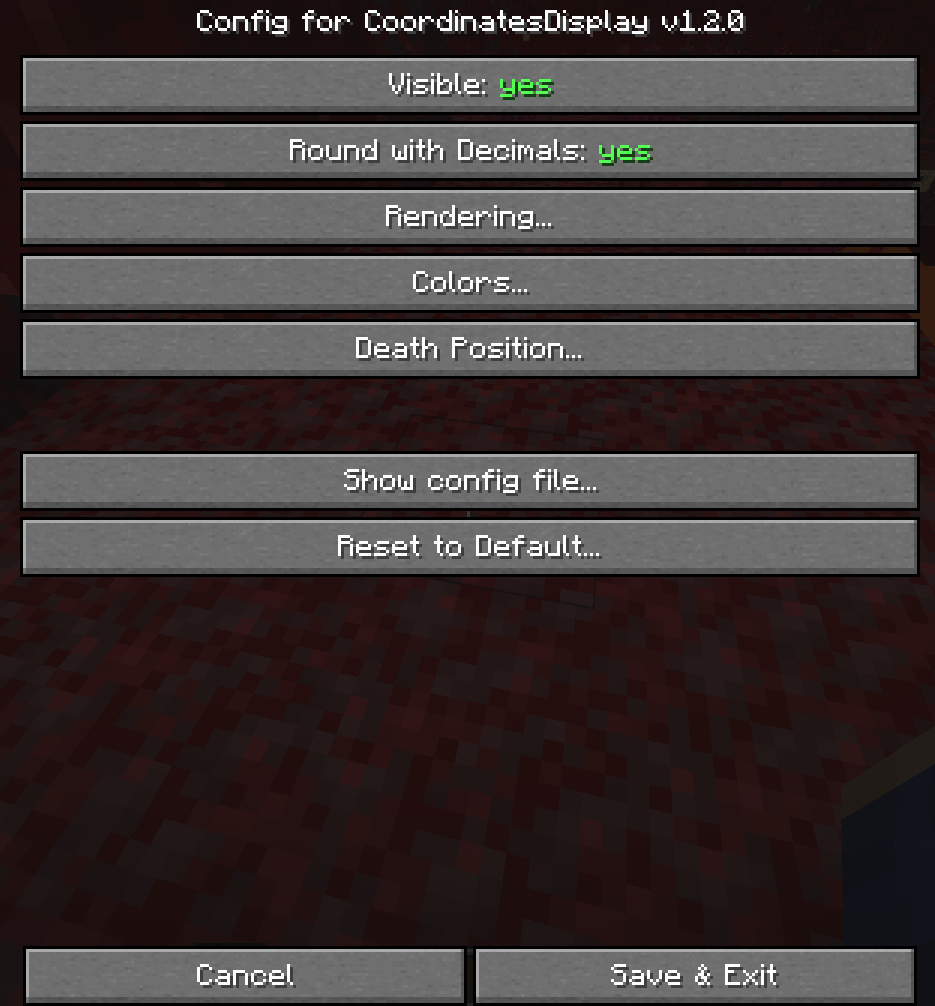 Config for CoordinatesDisplay v1.2.0
Visible: yes
Round with Decimals: yes
Rendering...
Colors...
Death Position...
Show config file...
Reset to Default...
Cancel
Save & Exit